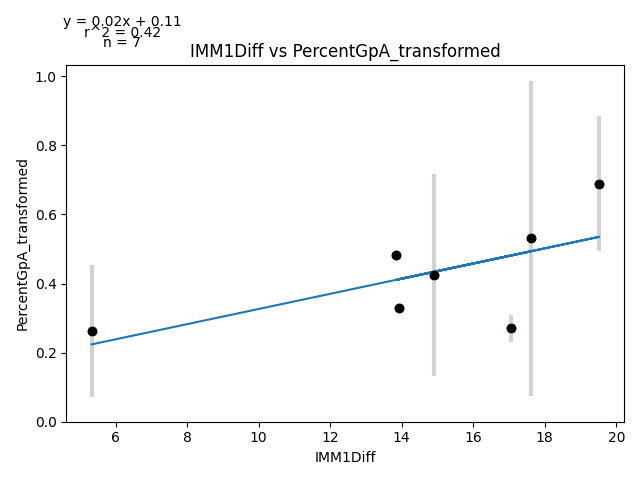 y = 0.02x + 0.11
r^2 = 0.42
n = 7
IMM1Diff vs PercentGpA_transformed
1.0
0.8
0.6
0.4
0.2
0.0
PercentGpA_transformed
6 8 10 12 14 16 18 20
IMM1Diff